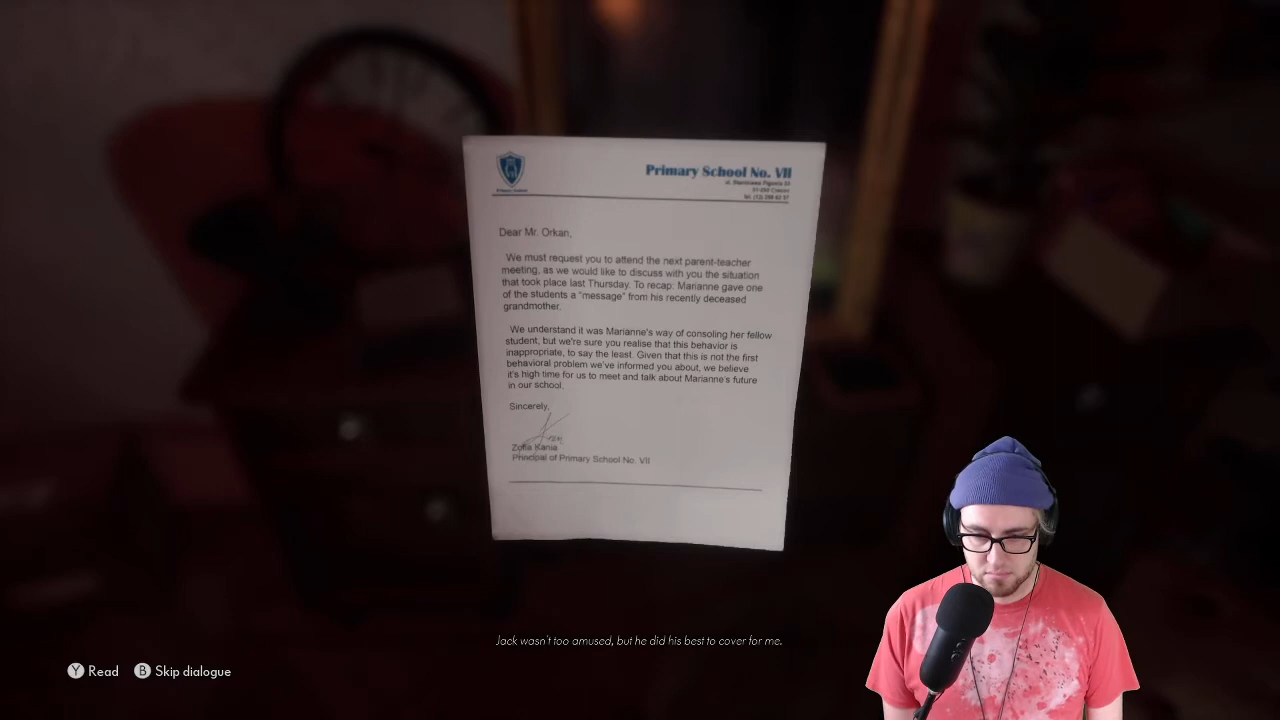 Primary School No. VII
Dear Mr. Orkan,
We must request you to attend the next parent-teacher
meeting, as we would like to discuss with you the situation
that took place last Thursday. To recap: Marianne gave one
of the students a "message" from his recently deceased
grandmother.
We understand it was Marianne's way of consoling her fellow
student, but we're sure you realise that this behavior is
inappropriate, to say the least. Given that this is not the first
behavioral problem we've informed you about, we believe
it's high time for us to meet and talk about Marianne's future
in our school.
Sincerely,
Zofia Kania
Principal of Primary School No. VII
Jack wasn't too amused, but he did his best to cover for me.
Y Read B Skip dialogue